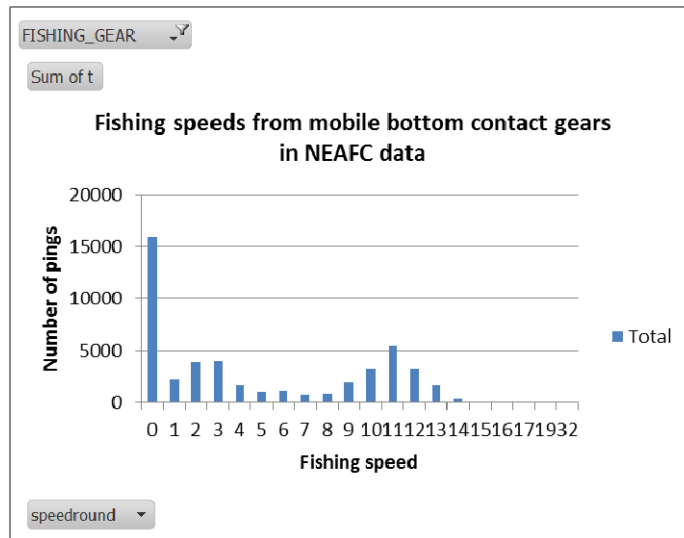 FISHING_GEAR
Sum of t
Fishing speeds from mobile bottom contact gears
in NEAFC data
Number of pings
20000
15000
10000
5000
0
Total
0 1 2 3 4 5 6 7 8 9 10 11 12 13 14 15 16 17 19 32
Fishing speed
speedround